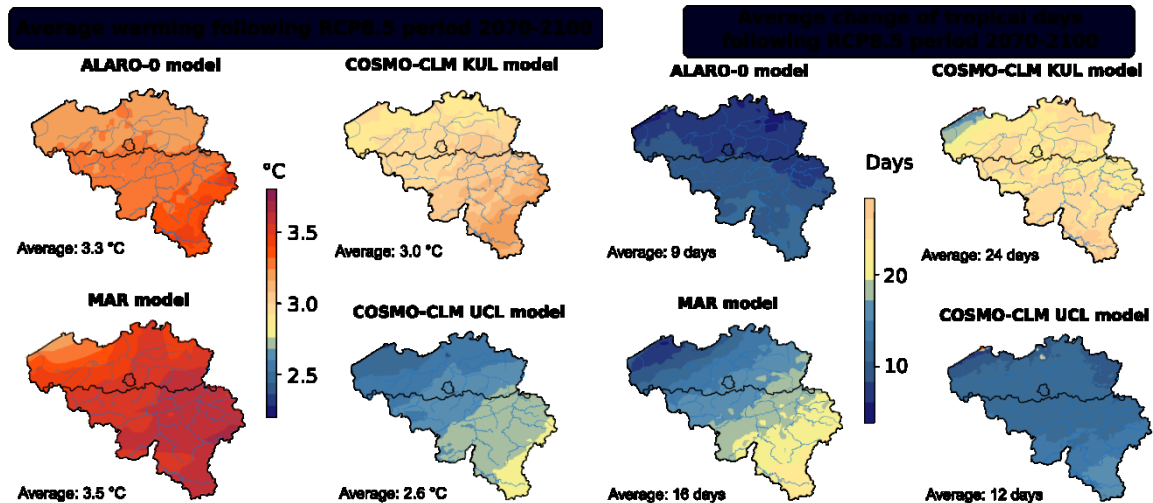 Average warming following RCP8.5 period 2070-2100
Average change of tropical days
following RCP8.5 period 2070-2100
ALARO-0 model
COSMO-CLM KUL model
ALARO-0 model
COSMO-CLM KUL model
°C
3.5
3.0
2.5
Days
20
10
Average: 3.3 °C
Average: 3.0 °C
Average: 9 days
Average: 24 days
MAR model
COSMO-CLM UCL model
MAR model
COSMO-CLM UCL model
Average: 3.5 °C
Average: 2.6 °C
Average: 16 days
Average: 12 days